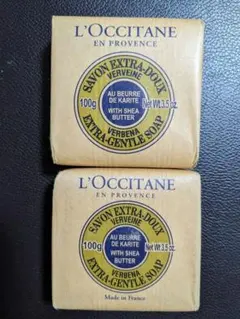 L'OCCITANE
EN PROVENCE
SAVON EXTRA-DOUX
VERVEINE
100g
AU BEURRE
DE KARITE
WITH SHEA
BUTTER
Net Wt.3.5 oz.
VERBENA
EXTRA-GENTLE SOAP
L'OCCITANE
EN PROVENCE
SAVON EXTRA-DOUX
VERVEINE
100g
AU BEURRE
DE KARITE
WITH SHEA
BUTTER
Net Wt.3.5 oz.
VERBENA
EXTRA-GENTLE SOAP
Made in France